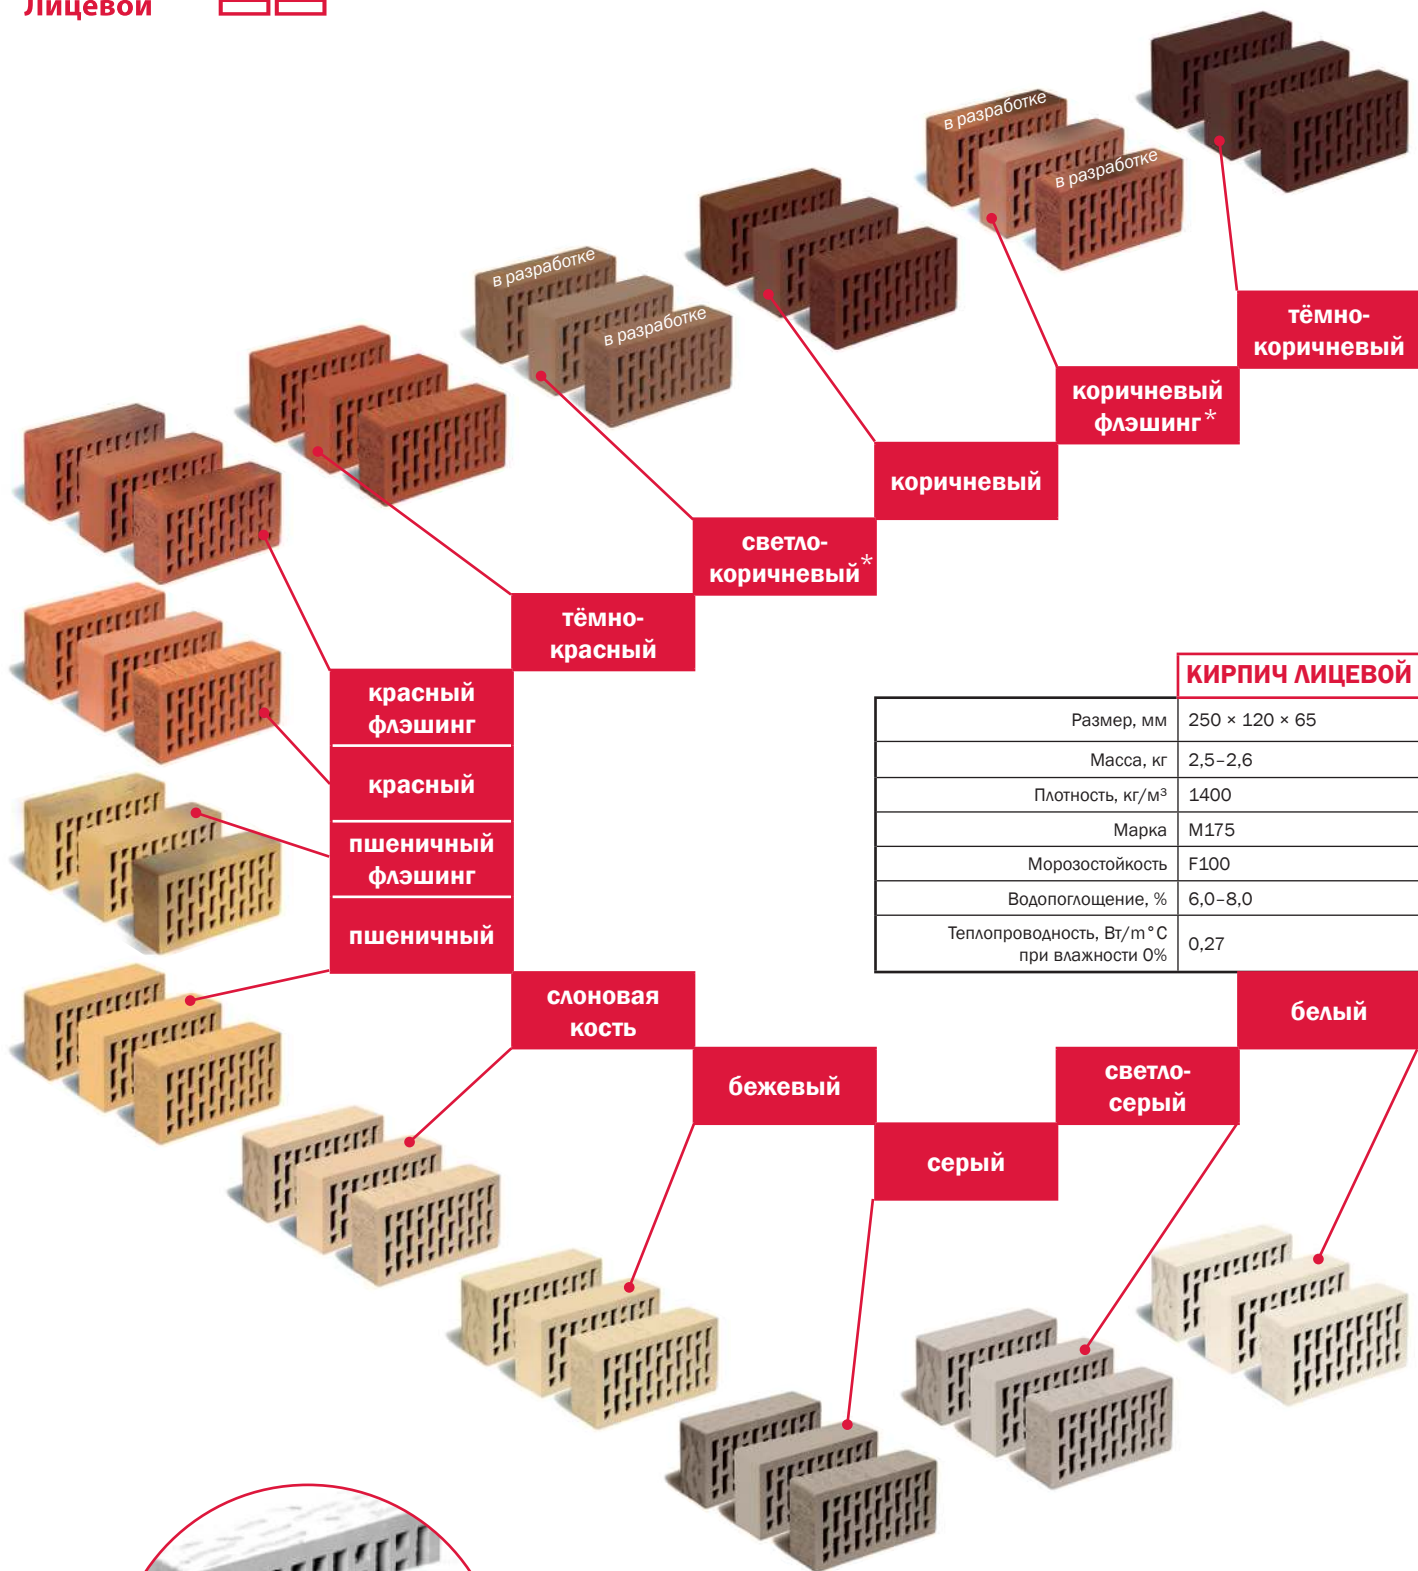 Лицевой
в разработке
в разработке
в разработке
в разработке
тёмно-
коричневый
коричневый
флэшинг*
коричневый
светло-
коричневый*
тёмно-
красный
красный
флэшинг
красный
пшеничный
флэшинг
пшеничный
КИРПИЧ ЛИЦЕВОЙ
Размер, мм 250 × 120 × 65
Масса, кг 2,5–2,6
Плотность, кг/м³ 1400
Марка М175
Морозостойкость F100
Водопоглощение, % 6,0–8,0
Теплопроводность, Вт/m°C
при влажности 0% 0,27
слоновая
кость
бежевый
серый
светло-
серый
белый